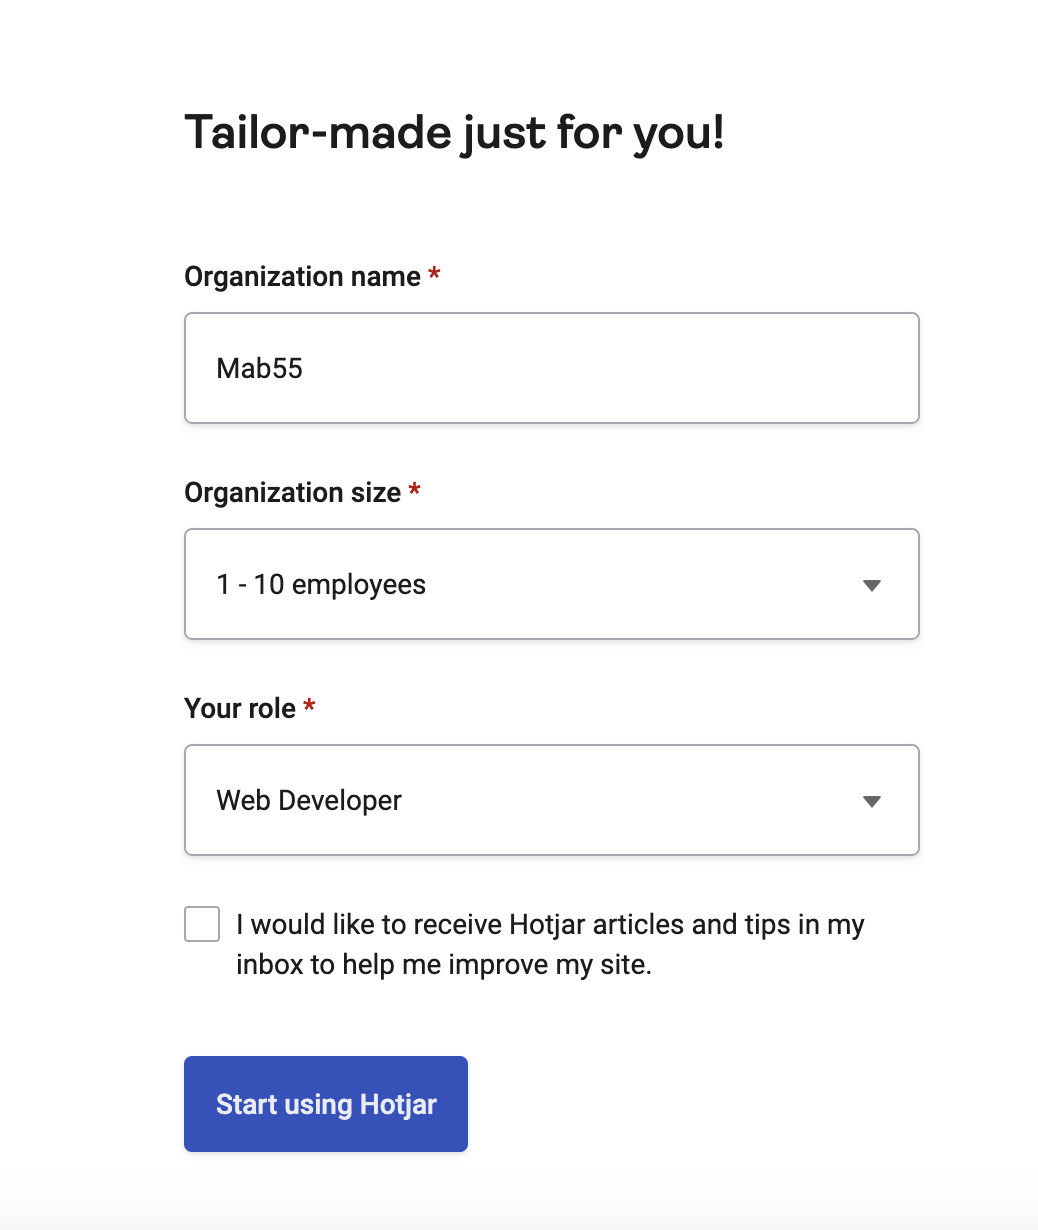 Tailor-made just for you!
Organization name *
Mab55
Organization size *
1 - 10 employees
Your role *
Web Developer
I would like to receive Hotjar articles and tips in my
inbox to help me improve my site.
Start using Hotjar